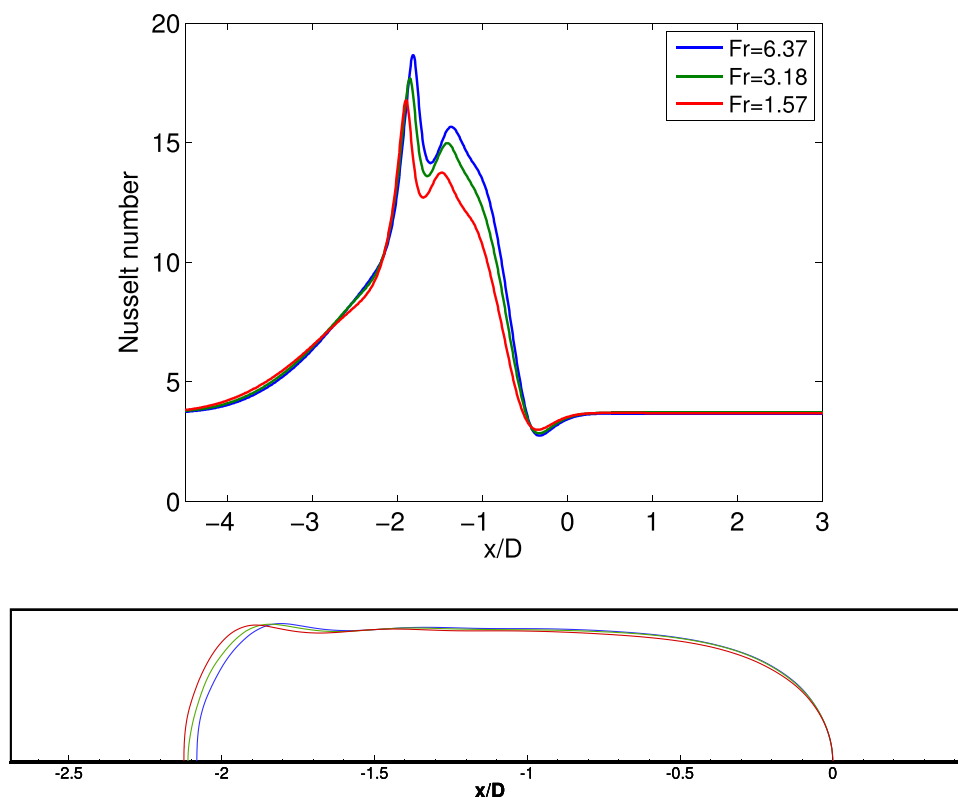 20
15
10
5
0
Nusselt number
−4 −3 −2 −1 0 1 2 3
x/D
Fr=6.37
Fr=3.18
Fr=1.57
-2.5 -2 -1.5 -1 -0.5 0
x/D